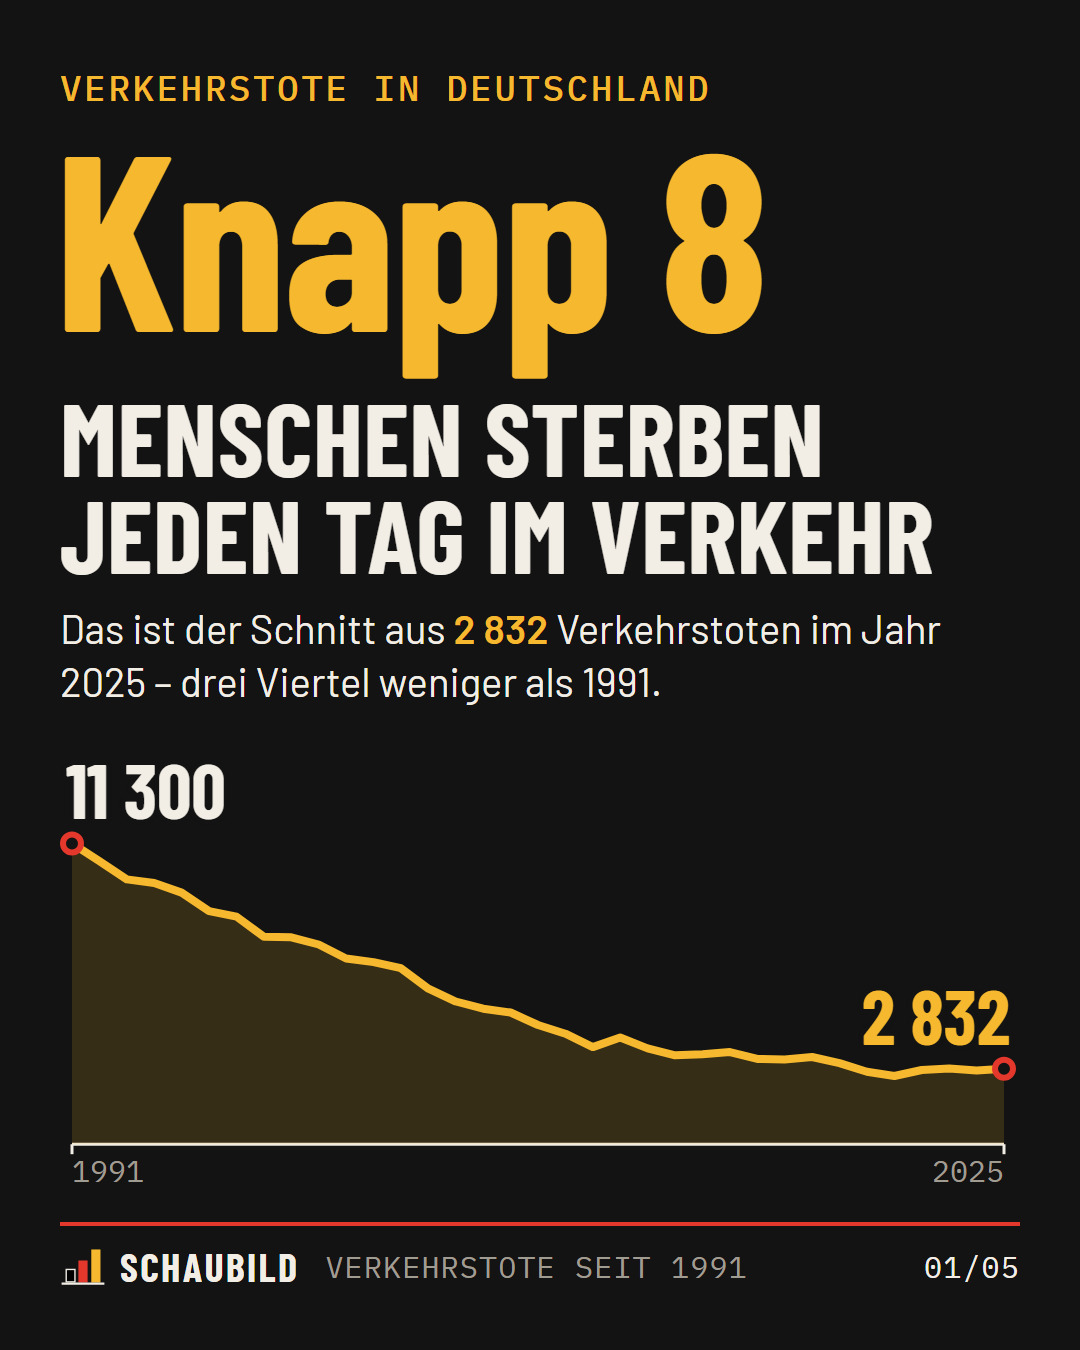 VERKEHRSTOTE IN DEUTSCHLAND
Knapp 8
MENSCHEN STERBEN
JEDEN TAG IM VERKEHR
Das ist der Schnitt aus 2 832 Verkehrstoten im Jahr
2025 – drei Viertel weniger als 1991.
11 300
2 832
1991 2025
SCHAUBILD VERKEHRSTOTE SEIT 1991 01/05